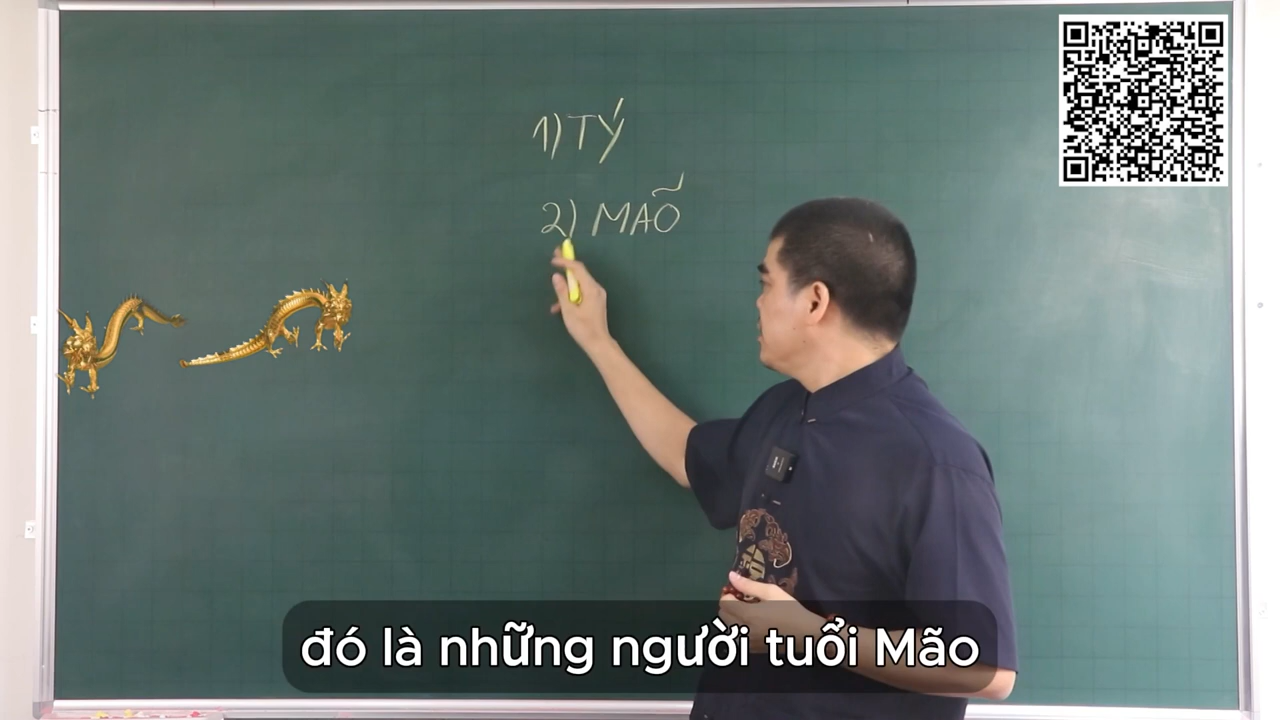 1) TÝ
2) MÃO
đó là những người tuổi Mão